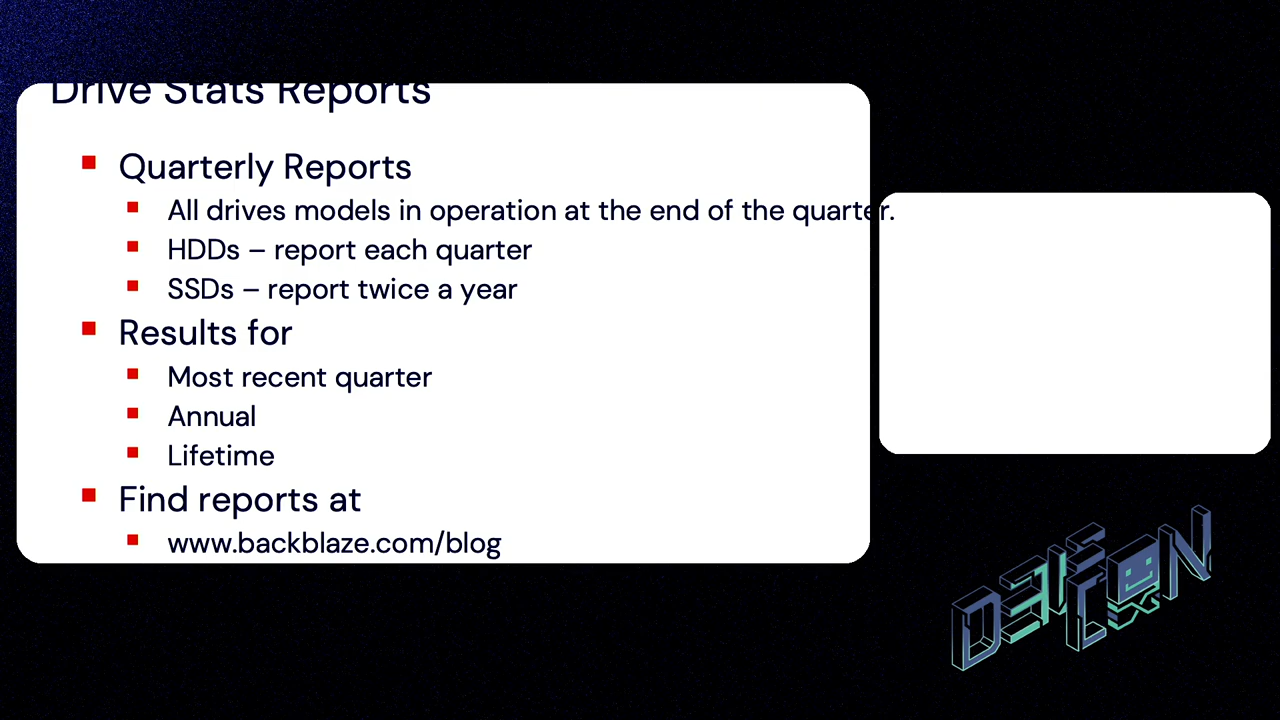 Drive Stats Reports
Quarterly Reports
All drives models in operation at the end of the quarter.
HDDs – report each quarter
SSDs – report twice a year
Results for
Most recent quarter
Annual
Lifetime
Find reports at
www.backblaze.com/blog
DEVCON